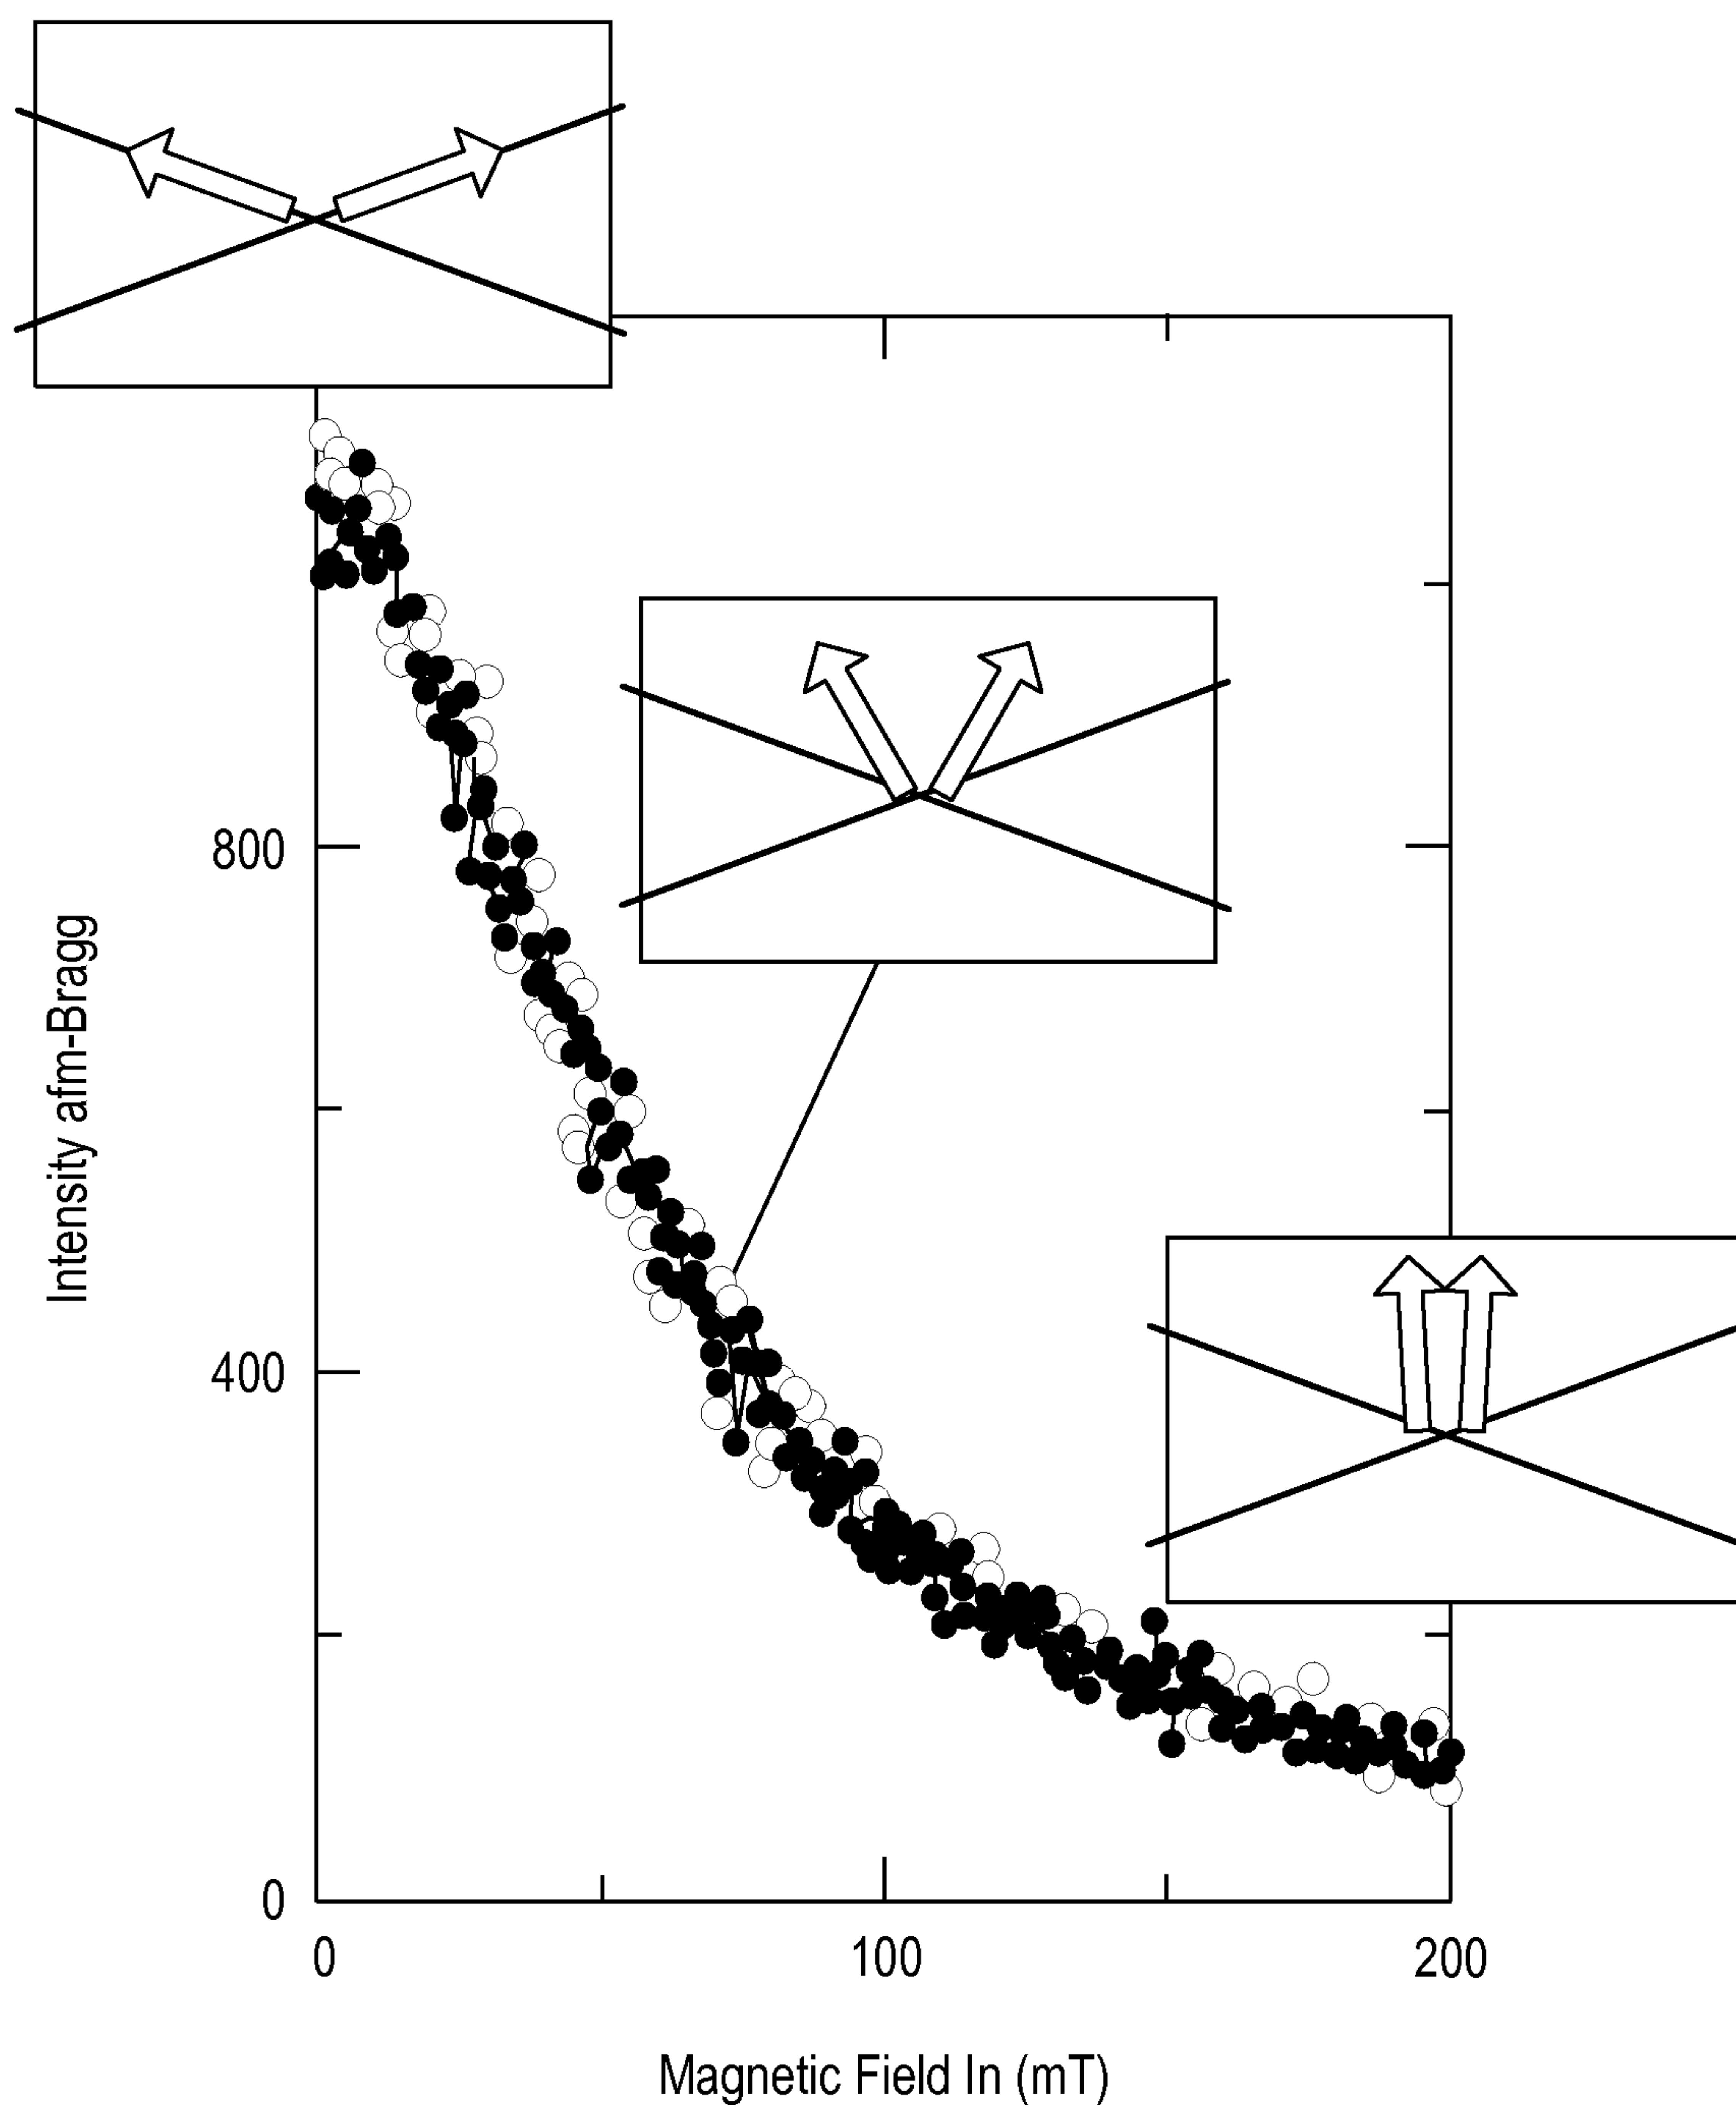 800
400
0
Intensity afm-Bragg
0 100 200
Magnetic Field In (mT)